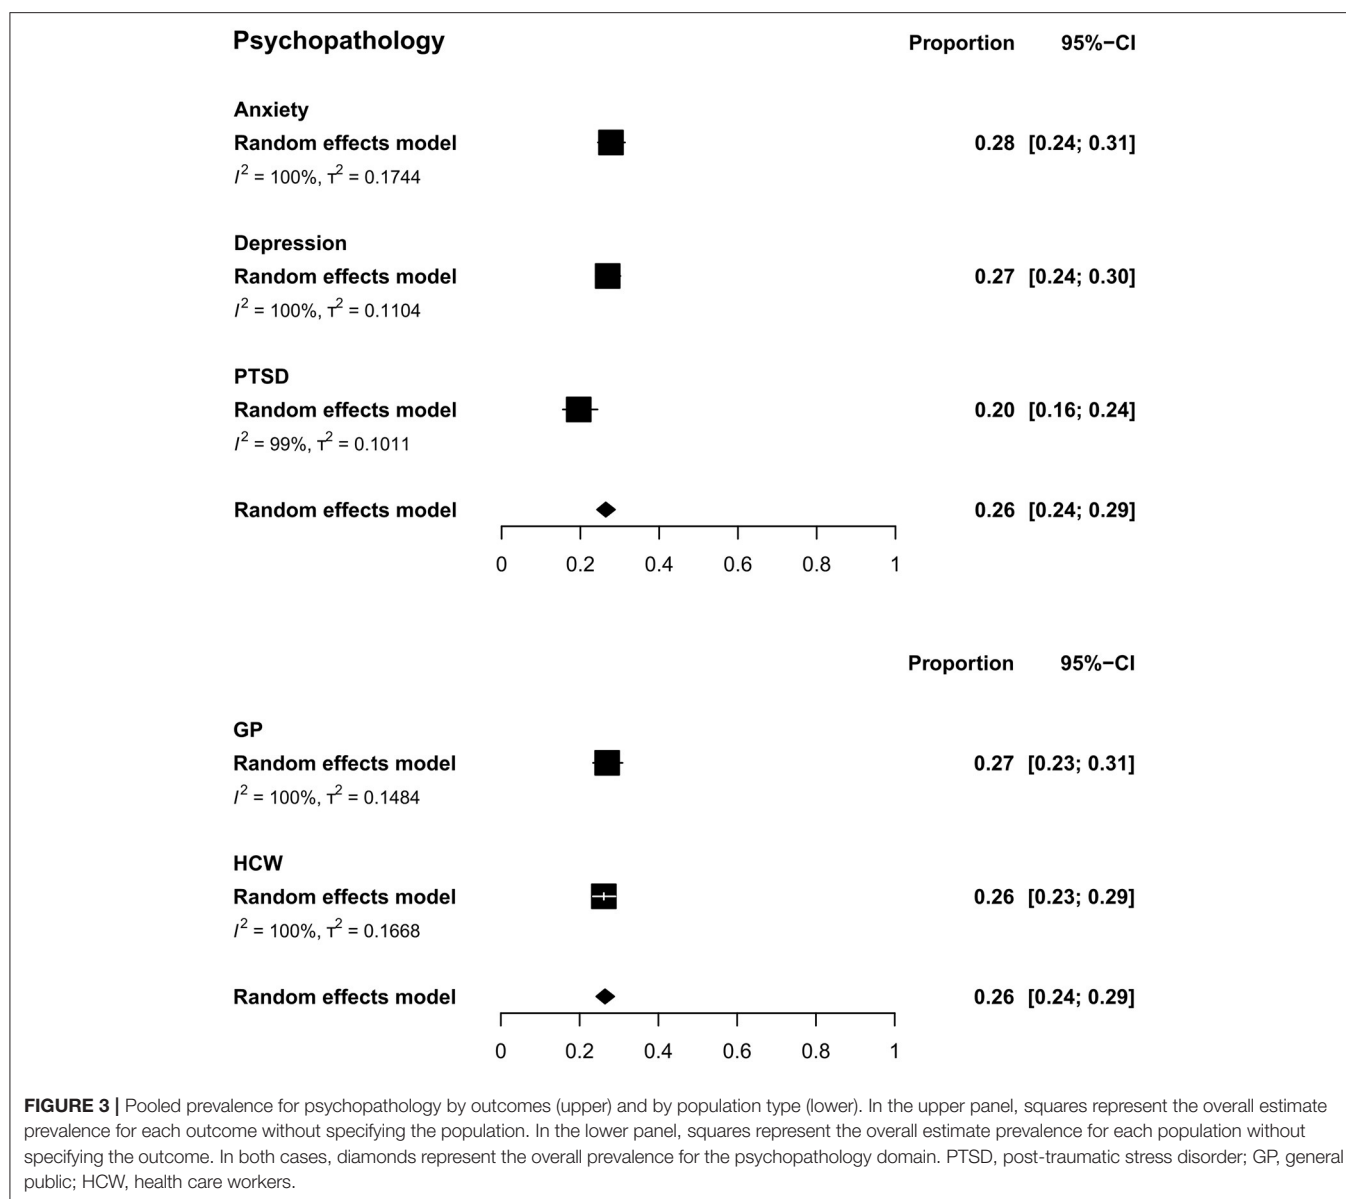 Psychopathology Proportion 95%−CI
Anxiety
Random effects model 0.28 [0.24; 0.31]
I² = 100%, τ² = 0.1744
Depression
Random effects model 0.27 [0.24; 0.30]
I² = 100%, τ² = 0.1104
PTSD
Random effects model 0.20 [0.16; 0.24]
I² = 99%, τ² = 0.1011
Random effects model 0.26 [0.24; 0.29]
0 0.2 0.4 0.6 0.8 1
Proportion 95%−CI
GP
Random effects model 0.27 [0.23; 0.31]
I² = 100%, τ² = 0.1484
HCW
Random effects model 0.26 [0.23; 0.29]
I² = 100%, τ² = 0.1668
Random effects model 0.26 [0.24; 0.29]
0 0.2 0.4 0.6 0.8 1
FIGURE 3 | Pooled prevalence for psychopathology by outcomes (upper) and by population type (lower). In the upper panel, squares represent the overall estimate
prevalence for each outcome without specifying the population. In the lower panel, squares represent the overall estimate prevalence for each population without
specifying the outcome. In both cases, diamonds represent the overall prevalence for the psychopathology domain. PTSD, post-traumatic stress disorder; GP, general
public; HCW, health care workers.